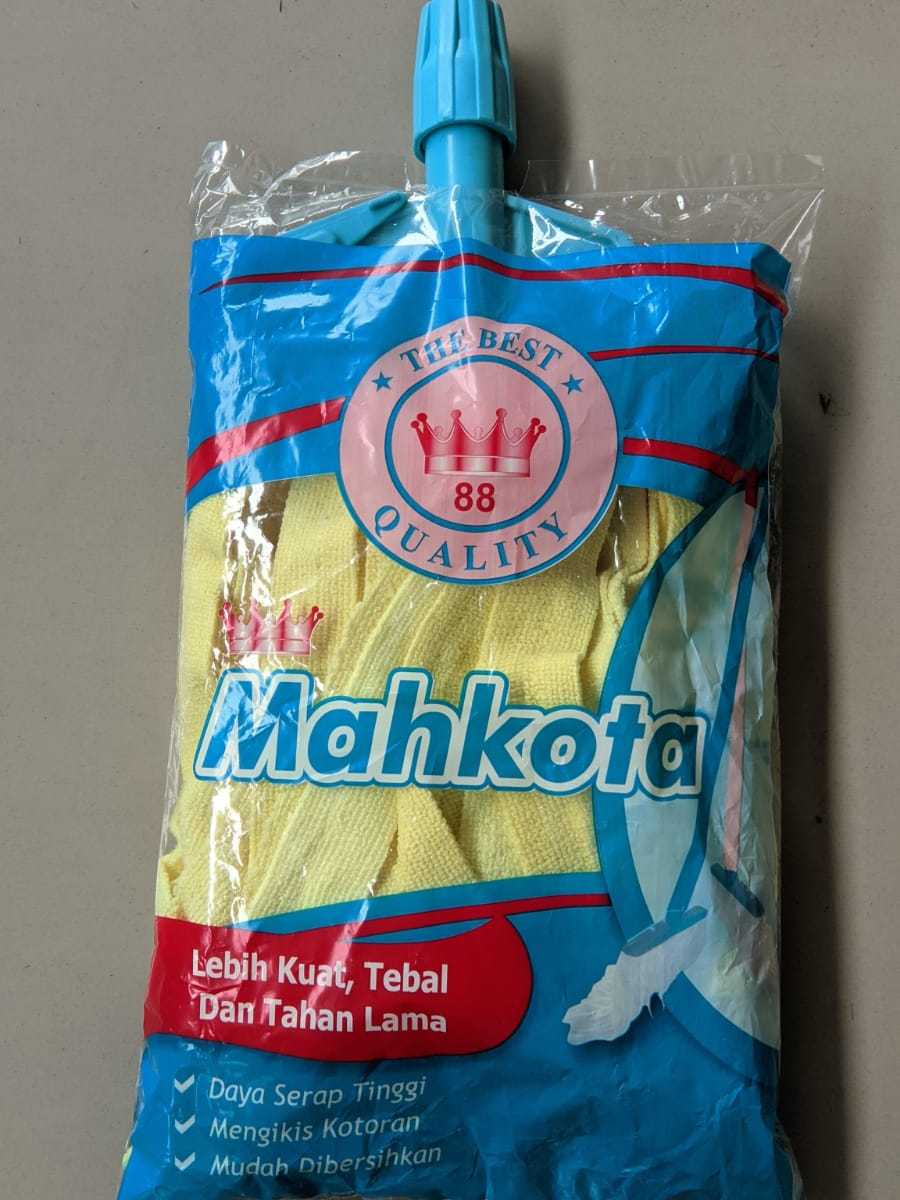 THE BEST
88
QUALITY
Mahkota
Lebih Kuat, Tebal
Dan Tahan Lama
Daya Serap Tinggi
Mengikis Kotoran
Mudah Dibersihkan